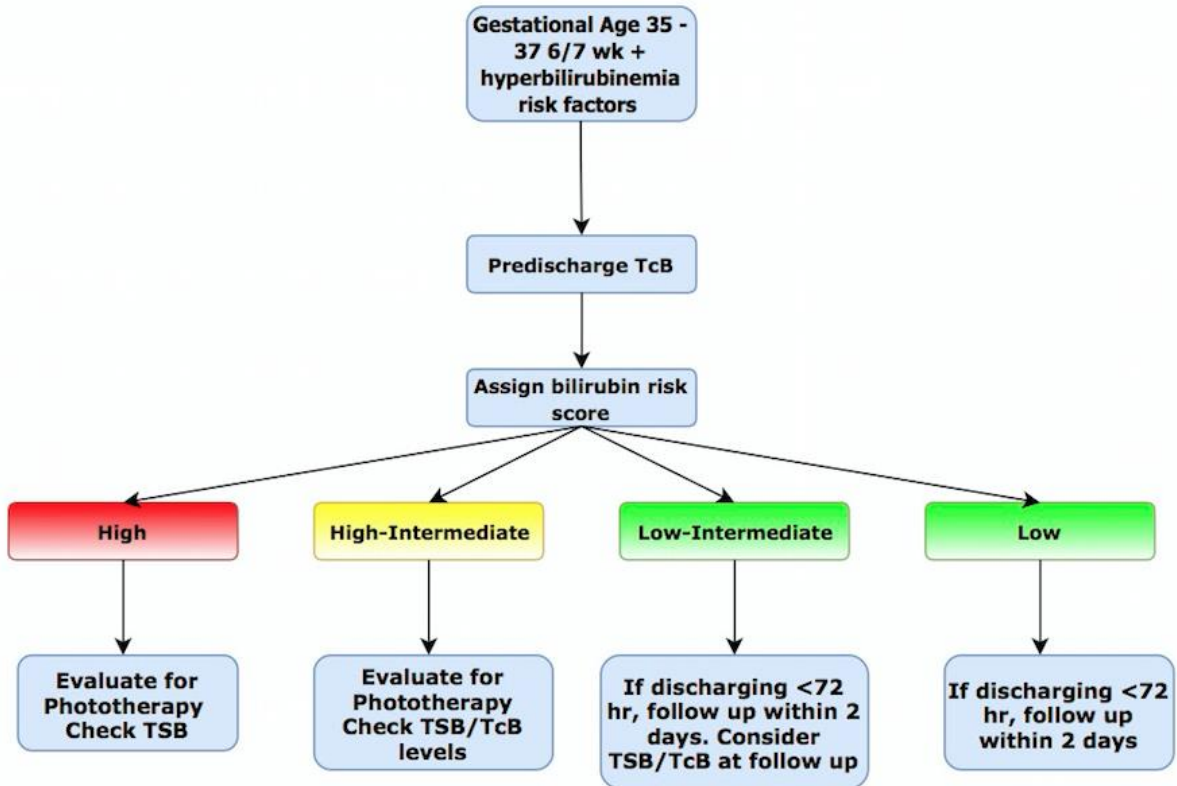 Gestational Age 35 -
37 6/7 wk +
hyperbilirubinemia
risk factors
Predischarge TcB
Assign bilirubin risk
score
High
High-Intermediate
Low-Intermediate
Low
Evaluate for
Phototherapy
Check TSB
Evaluate for
Phototherapy
Check TSB/TcB
levels
If discharging <72
hr, follow up within 2
days. Consider
TSB/TcB at follow up
If discharging <72
hr, follow up
within 2 days